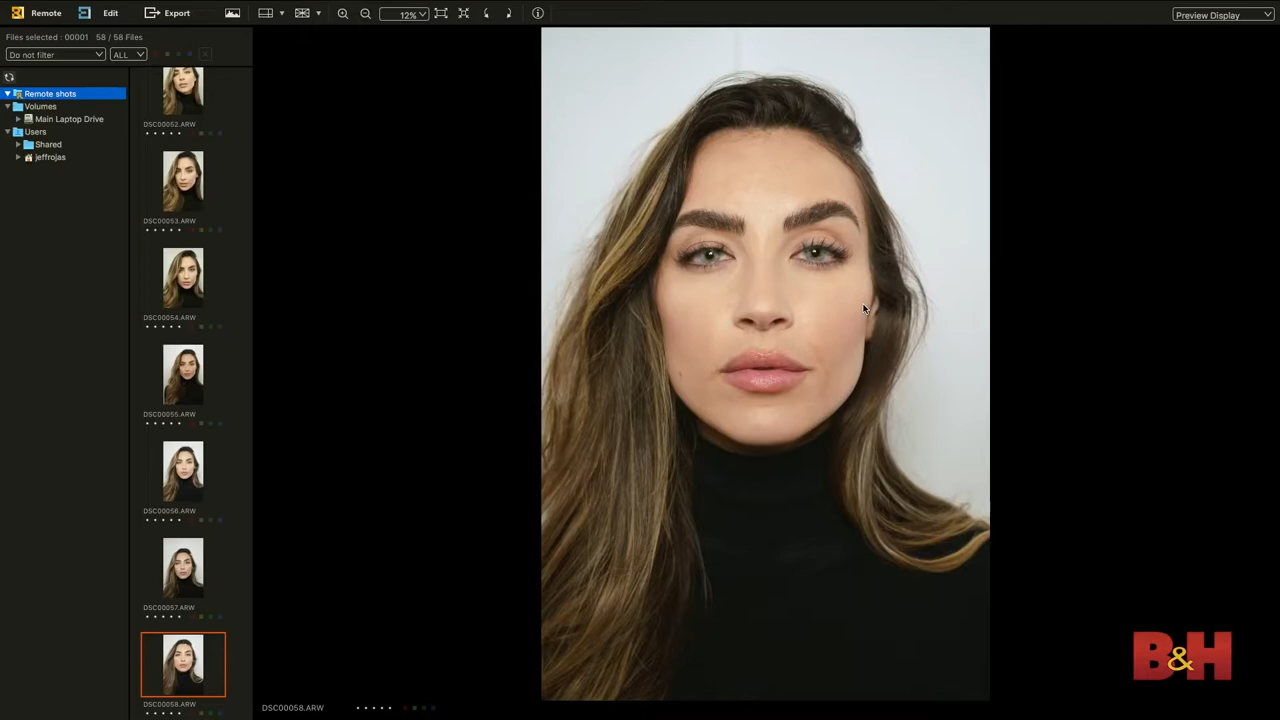 Remote Edit Export 12% Preview Display
Files selected : 00001 58 / 58 Files
Do not filter ALL
Remote shots
Volumes
Main Laptop Drive
Users
Shared
jeffrojas
DSC00052.ARW
DSC00053.ARW
DSC00054.ARW
DSC00055.ARW
DSC00056.ARW
DSC00057.ARW
DSC00058.ARW
DSC00058.ARW
B&H